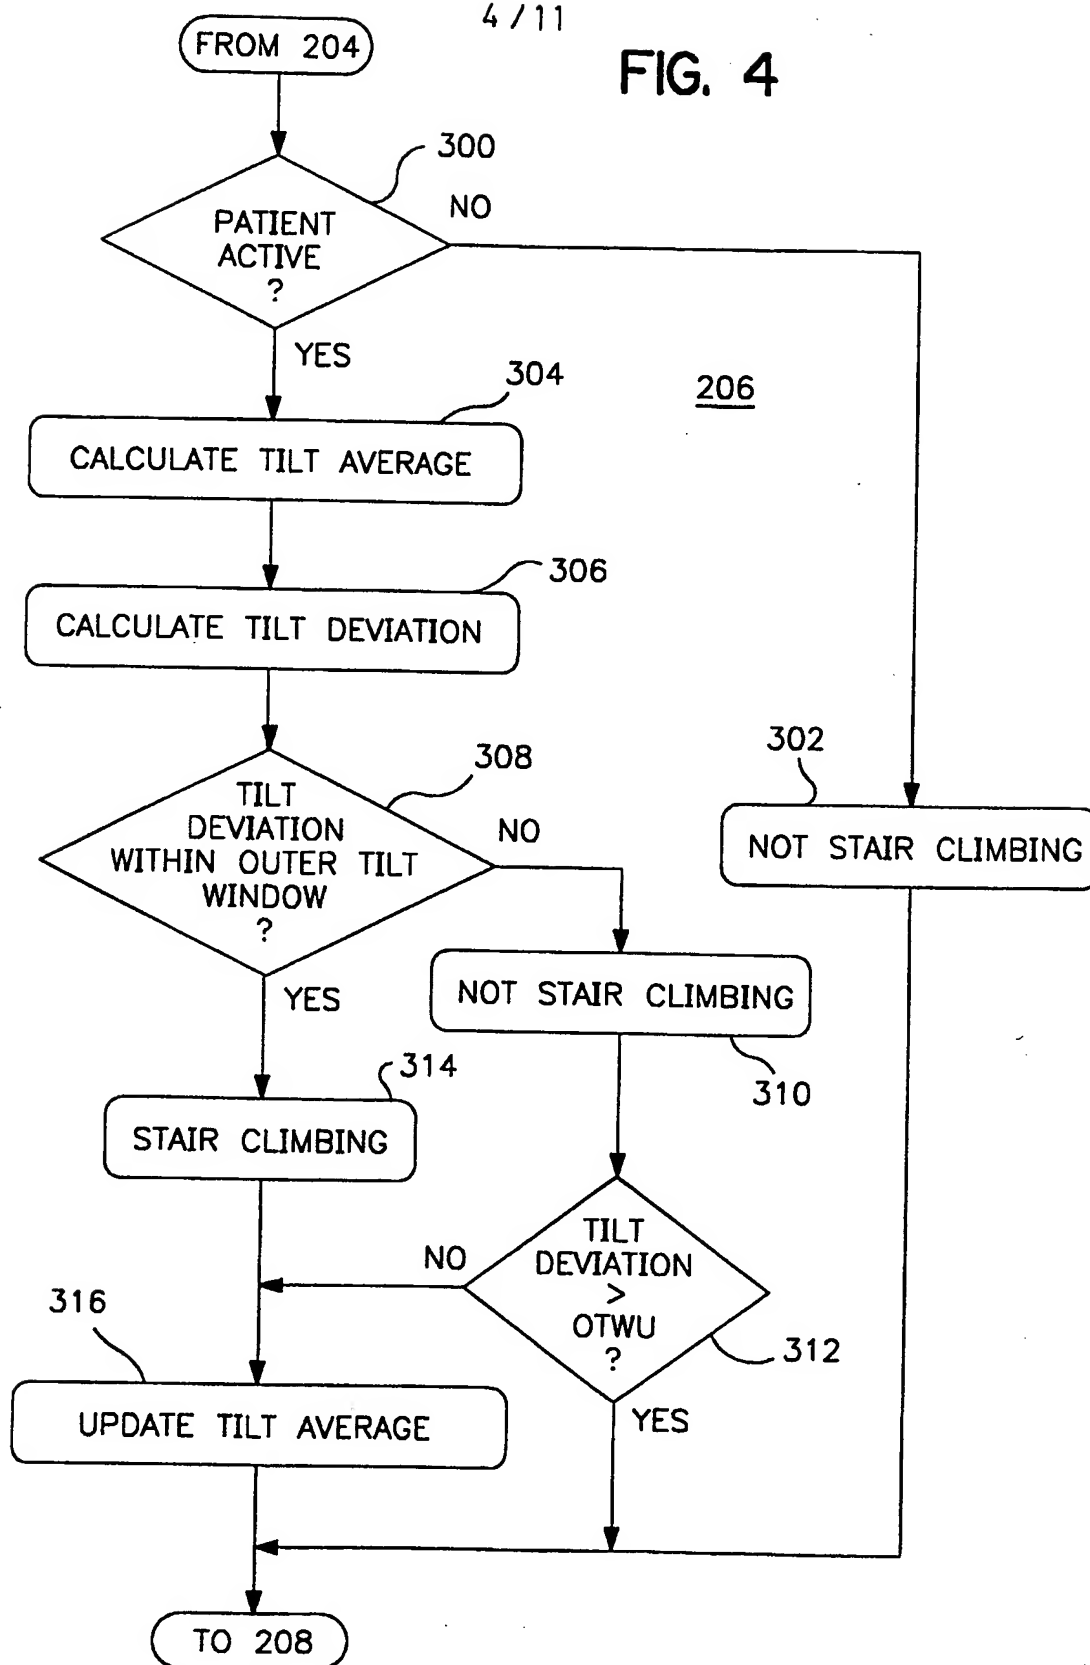 4/11
FROM 204
FIG. 4
300
NO
PATIENT
ACTIVE
?
YES
304
206
CALCULATE TILT AVERAGE
306
CALCULATE TILT DEVIATION
302
308
TILT
DEVIATION
WITHIN OUTER TILT
WINDOW
?
NO
NOT STAIR CLIMBING
YES
NOT STAIR CLIMBING
310
314
STAIR CLIMBING
TILT
DEVIATION
>
OTWU
?
NO
312
316
YES
UPDATE TILT AVERAGE
TO 208